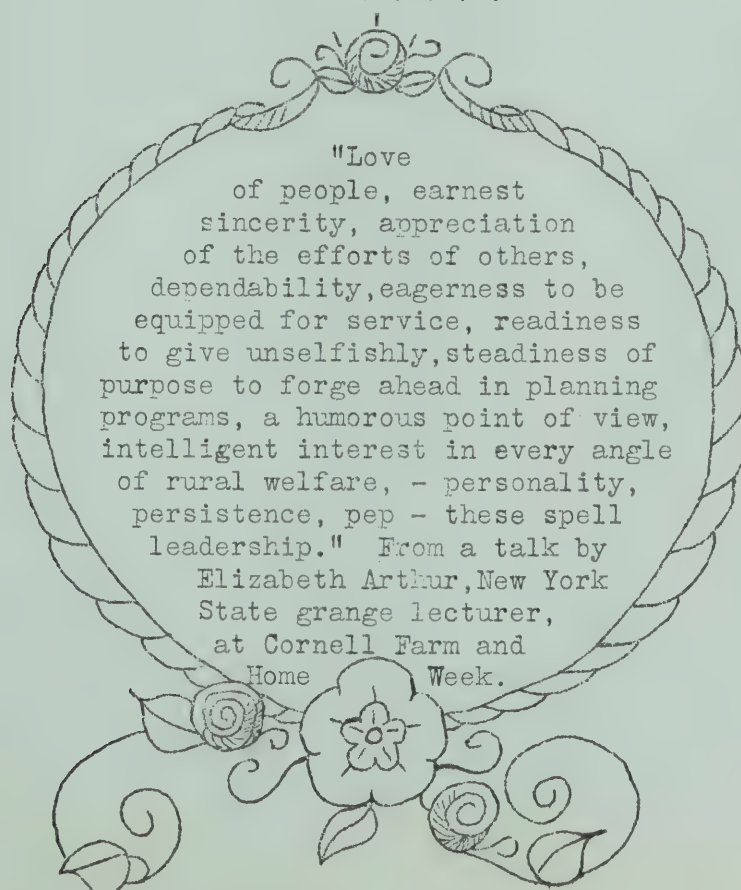 "Love
of people, earnest
sincerity, appreciation
of the efforts of others,
dependability,eagerness to be
equipped for service, readiness
to give unselfishly,steadiness of
purpose to forge ahead in planning
programs, a humorous point of view,
intelligent interest in every angle
of rural welfare, - personality,
persistence, pep - these spell
leadership." From a talk by
Elizabeth Arthur,New York
State grange lecturer,
at Cornell Farm and
Home Week.